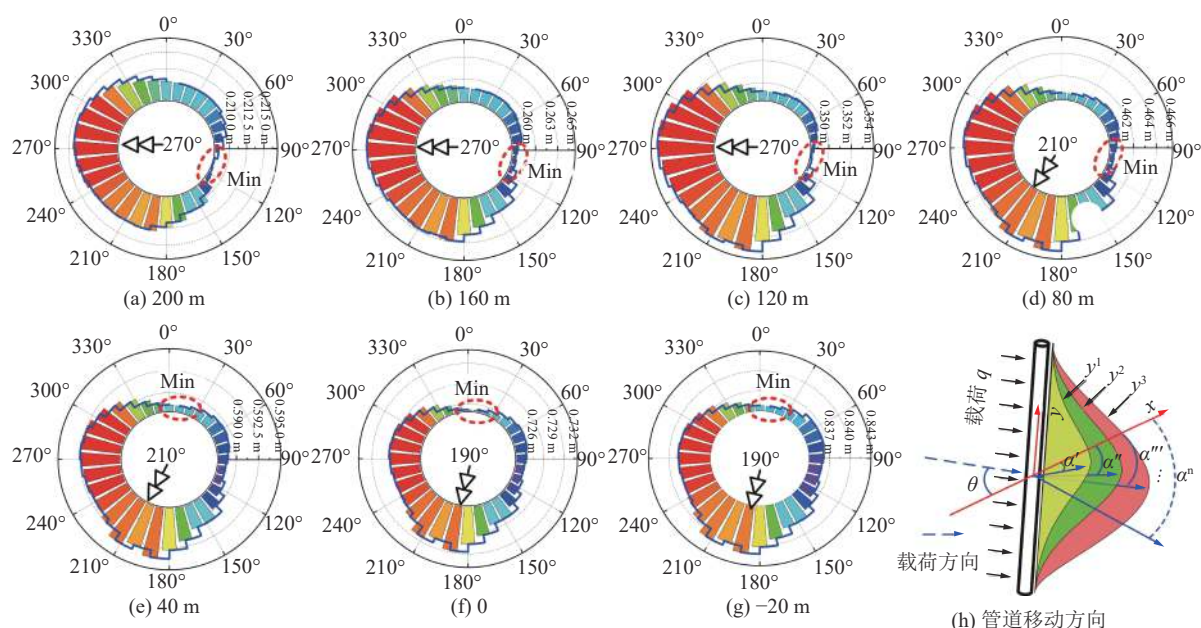 0°
30°
60°
90°
120°
150°
180°
210°
240°
270°
300°
330°
0.210 0 m
0.212 5 m
0.215 0 m
270°
Min
(a) 200 m
0°
30°
60°
90°
120°
150°
180°
210°
240°
270°
300°
330°
0.260 m
0.263 m
0.265 m
270°
Min
(b) 160 m
0°
30°
60°
90°
120°
150°
180°
210°
240°
270°
300°
330°
0.350 m
0.352 m
0.354 m
270°
Min
(c) 120 m
0°
30°
60°
90°
120°
150°
180°
210°
240°
270°
300°
330°
0.462 m
0.464 m
0.466 m
210°
Min
(d) 80 m
0°
30°
60°
90°
120°
150°
180°
210°
240°
270°
300°
330°
0.590 0 m
0.592 5 m
0.595 0 m
Min
210°
(e) 40 m
0°
30°
60°
90°
120°
150°
180°
210°
240°
270°
300°
330°
0.726 m
0.729 m
0.732 m
Min
190°
(f) 0
0°
30°
60°
90°
120°
150°
180°
210°
240°
270°
300°
330°
0.837 m
0.840 m
0.843 m
Min
190°
(g) −20 m
载荷 q
y¹
y²
y³
x
y
α′
α″
α‴
⋮
αⁿ
θ
载荷方向
(h) 管道移动方向